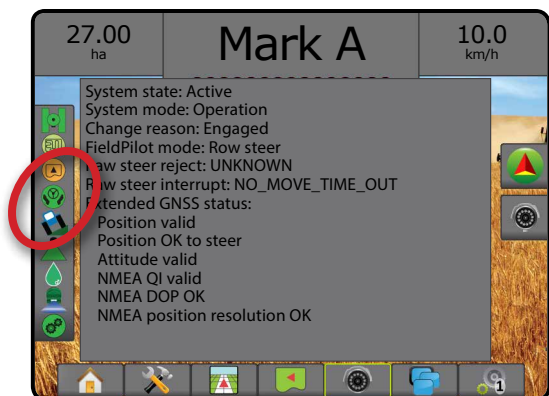 27.00
ha
Mark A
10.0
km/h
System state: Active
System mode: Operation
Change reason: Engaged
FieldPilot mode: Row steer
Raw steer reject: UNKNOWN
Raw steer interrupt: NO_MOVE_TIME_OUT
Extended GNSS status:
Position valid
Position OK to steer
Attitude valid
NMEA QI valid
NMEA DOP OK
NMEA position resolution OK
1